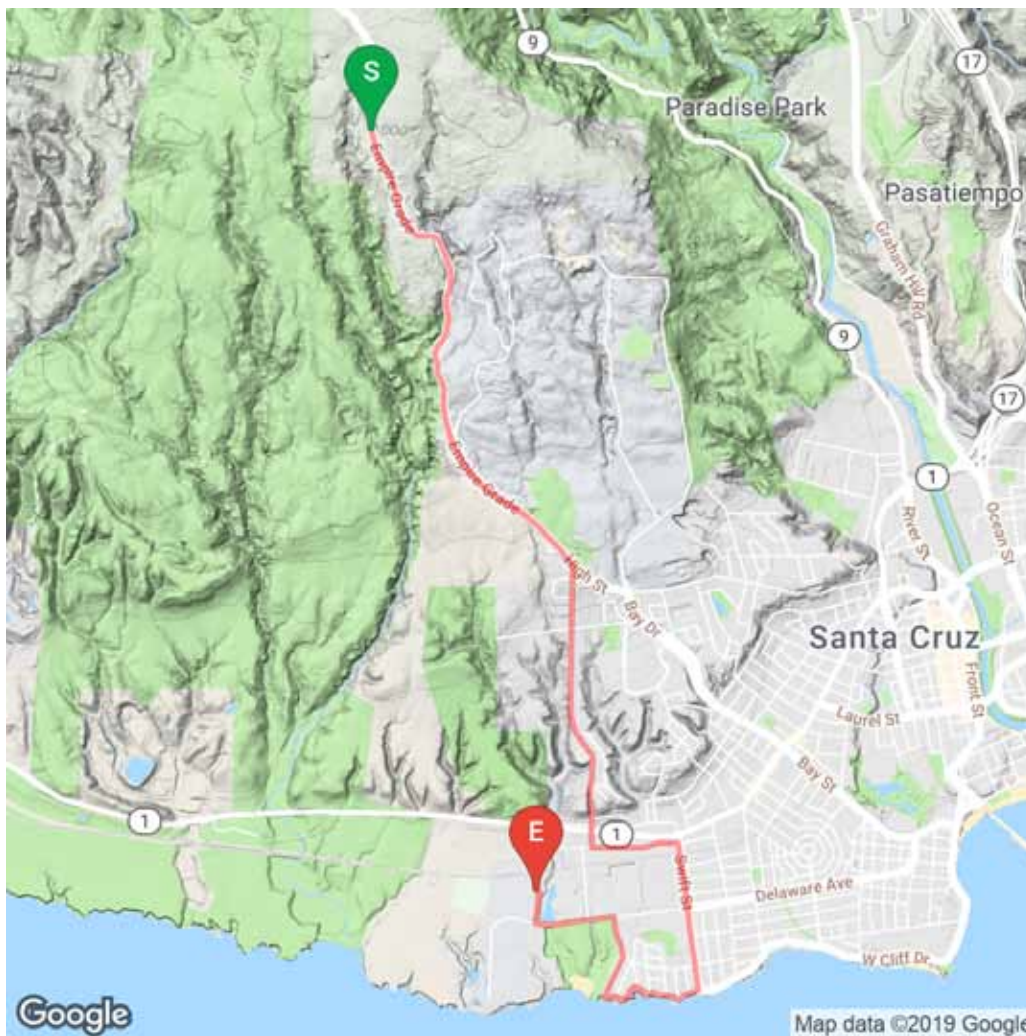 9
17
S
Paradise Park
800
Pasatiempo
Empire Grade
Graham Hill Rd
9
17
1
Empire Grade
River St
Ocean St
High St
Bay Dr
Santa Cruz
Front St
Laurel St
Bay St
1
E
1
Swift St
Delaware Ave
W Cliff Dr
Google
Map data ©2019 Google